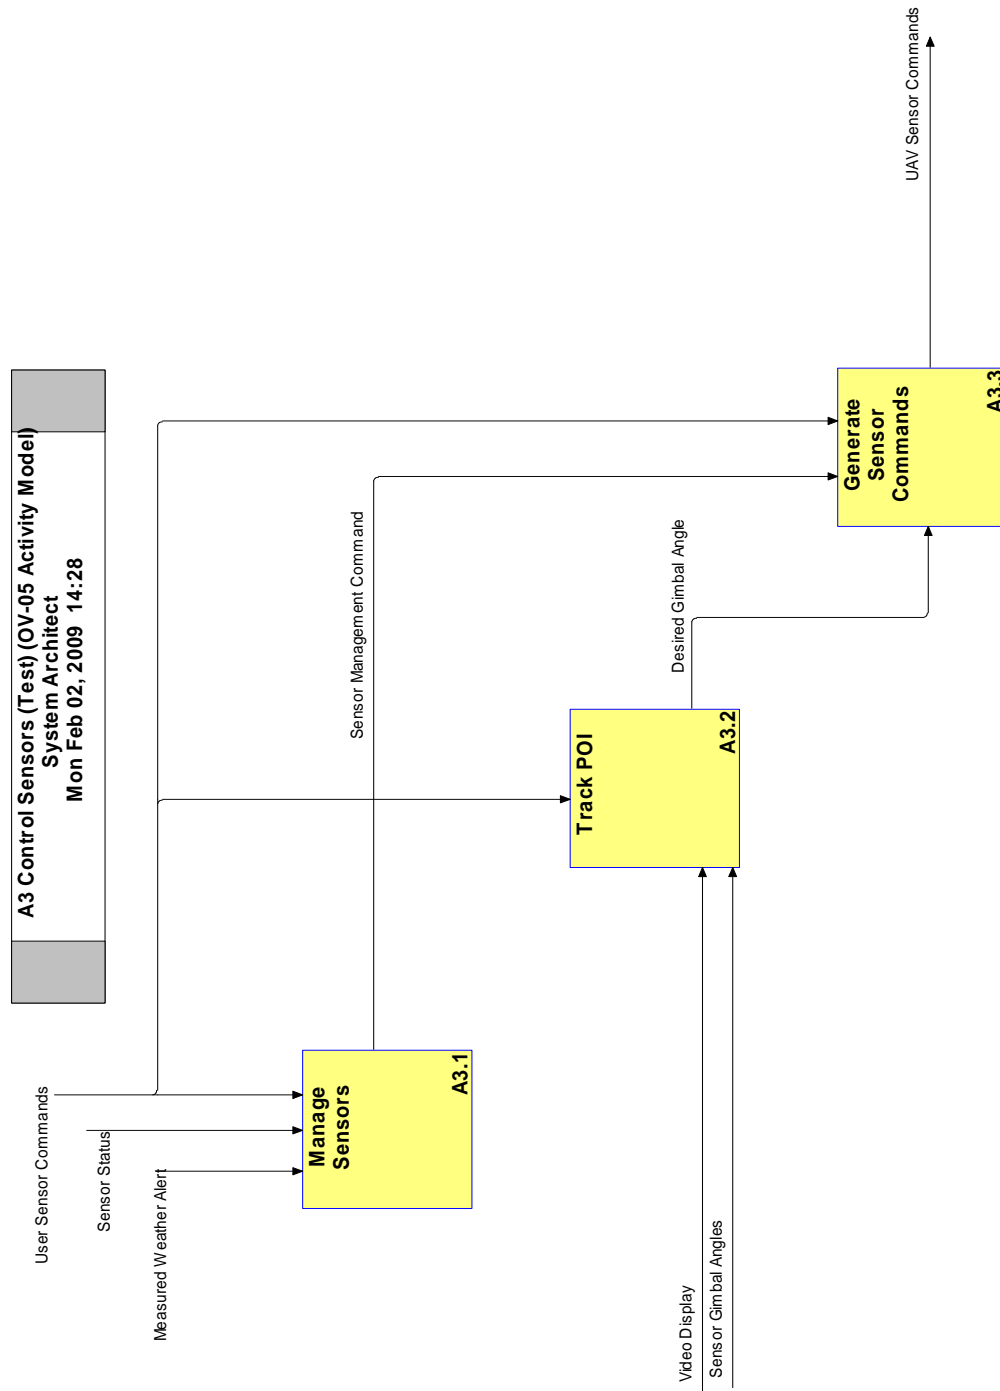 A3 Control Sensors (Test) (OV-05 Activity Model)
System Architect
Mon Feb 02, 2009 14:28
User Sensor Commands
Sensor Status
Measured Weather Alert
Manage
Sensors
A3.1
Sensor Management Command
Video Display
Sensor Gimbal Angles
Track POI
A3.2
Desired Gimbal Angle
Generate
Sensor
Commands
A3.3
UAV Sensor Commands